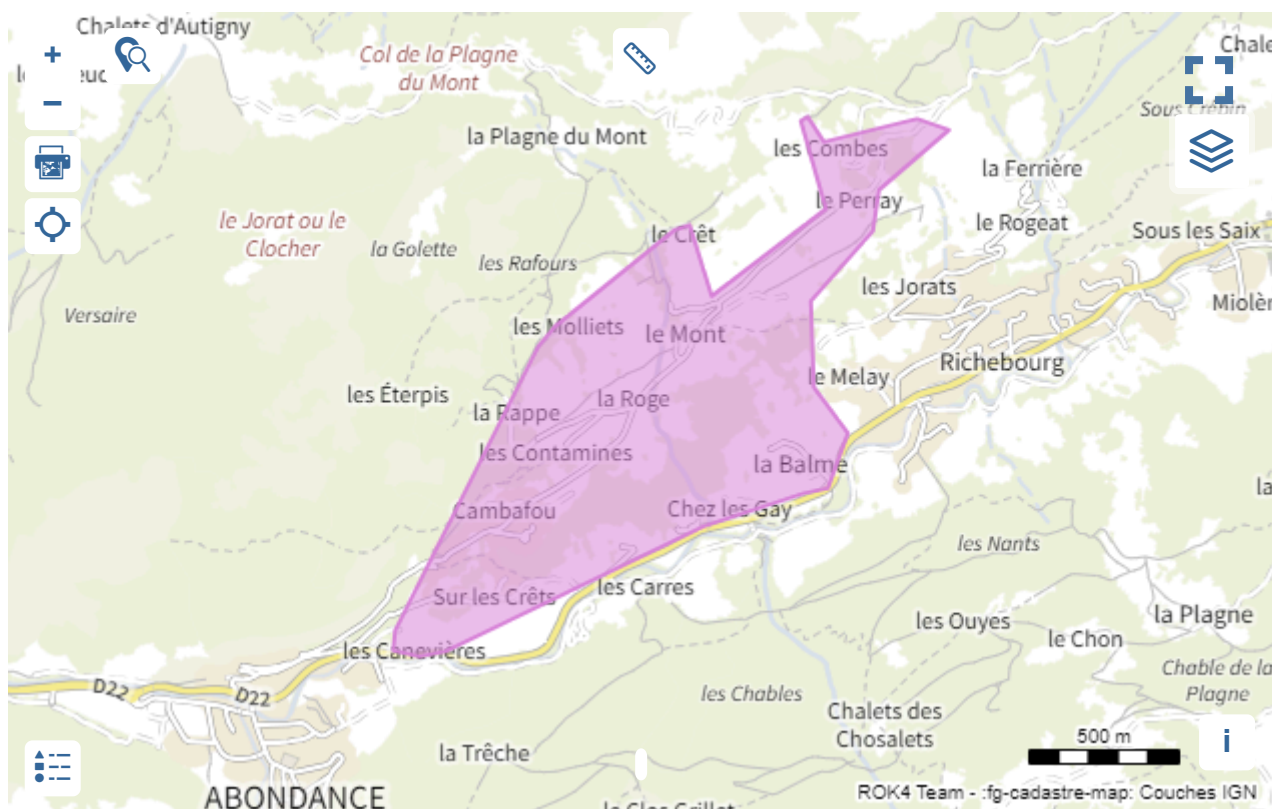 Chalets d'Autigny
Col de la Plagne
du Mont
Sous Crébin
la Plagne du Mont
les Combes
la Ferrière
le Perray
le Jorat ou le
Clocher
la Golette
les Rafours
le Crêt
le Rogeat
Sous les Saix
les Jorats
Versaire
les Molliets
le Mont
Richebourg
les Éterpis
la Rappe
la Roge
le Melay
les Contamines
la Balme
Cambafou
Chez les Gay
les Nants
Sur les Crêts
les Carres
les Ouyes
la Plagne
le Chon
les Canevières
Chable de la
Plagne
D22
D22
les Chables
Chalets des
Chosalets
la Trêche
500 m
i
ABONDANCE
ROK4 Team - :fg-cadastre-map: Couches IGN